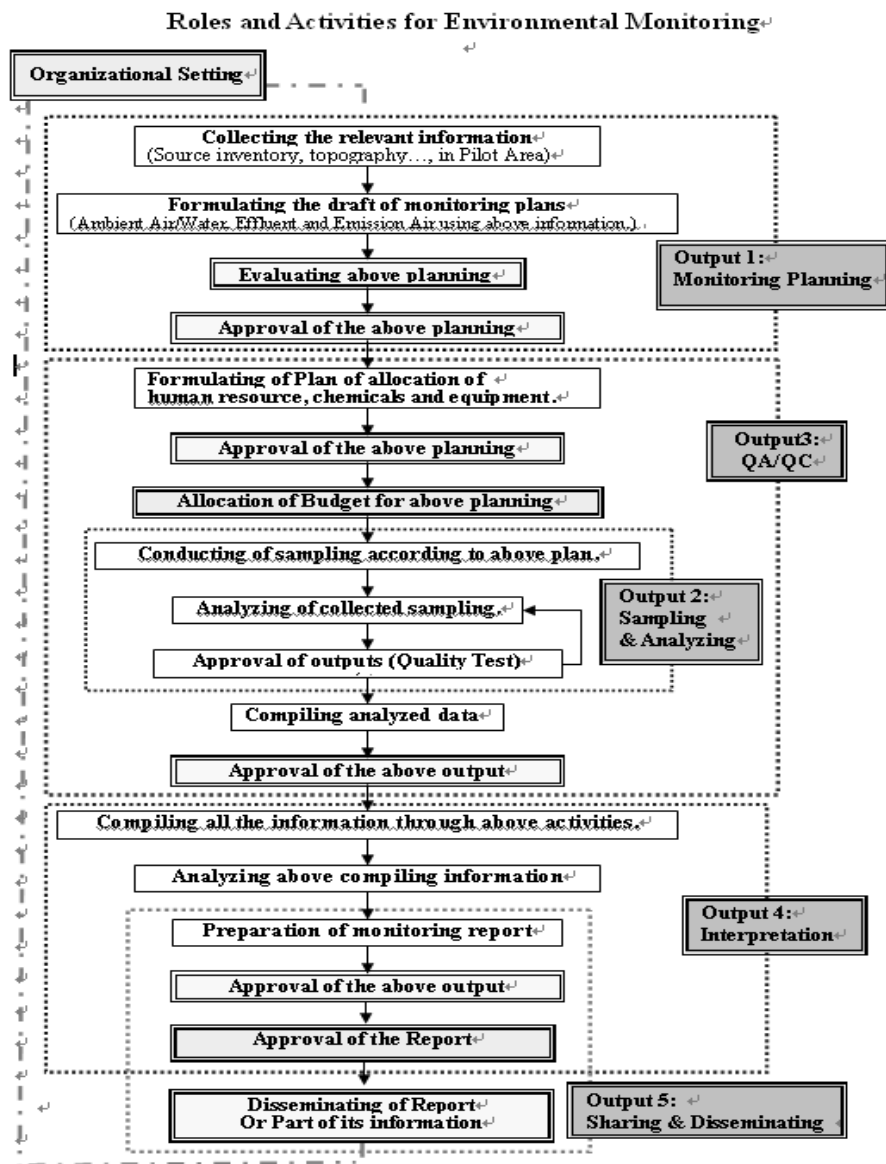 Roles and Activities for Environmental Monitoring
Organizational Setting
Collecting the relevant information
(Source inventory, topography…, in Pilot Area)
Formulating the draft of monitoring plans
(Ambient Air/Water, Effluent and Emission Air using above information.)
Evaluating above planning
Output 1:
Monitoring Planning
Approval of the above planning
Formulating of Plan of allocation of
human resource, chemicals and equipment.
Approval of the above planning
Output3:
QA/QC
Allocation of Budget for above planning
Conducting of sampling according to above plan.
Analyzing of collected sampling.
Output 2:
Sampling
& Analyzing
Approval of outputs (Quality Test)
Compiling analyzed data
Approval of the above output
Compiling all the information through above activities.
Analyzing above compiling information
Output 4:
Interpretation
Preparation of monitoring report
Approval of the above output
Approval of the Report
Disseminating of Report
Or Part of its information
Output 5:
Sharing & Disseminating